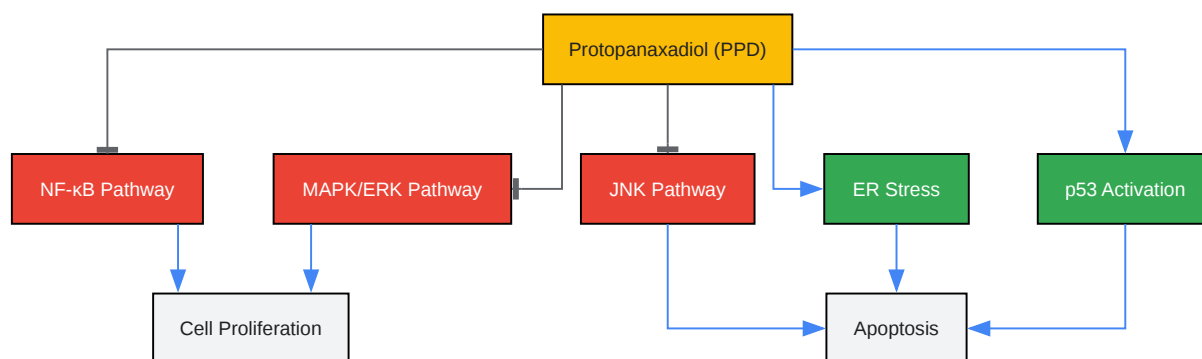 Protopanaxadiol (PPD)
NF-κB Pathway
MAPK/ERK Pathway
JNK Pathway
ER Stress
p53 Activation
Cell Proliferation
Apoptosis